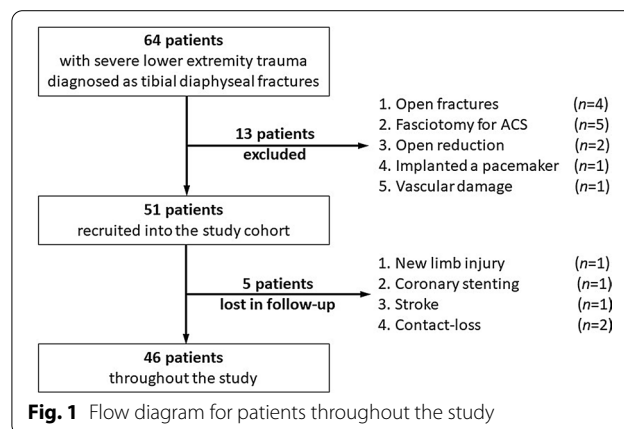 64 patients
with severe lower extremity trauma
diagnosed as tibial diaphyseal fractures
13 patients
excluded
1. Open fractures (n=4)
2. Fasciotomy for ACS (n=5)
3. Open reduction (n=2)
4. Implanted a pacemaker (n=1)
5. Vascular damage (n=1)
51 patients
recruited into the study cohort
5 patients
lost in follow-up
1. New limb injury (n=1)
2. Coronary stenting (n=1)
3. Stroke (n=1)
4. Contact-loss (n=2)
46 patients
throughout the study
Fig. 1 Flow diagram for patients throughout the study